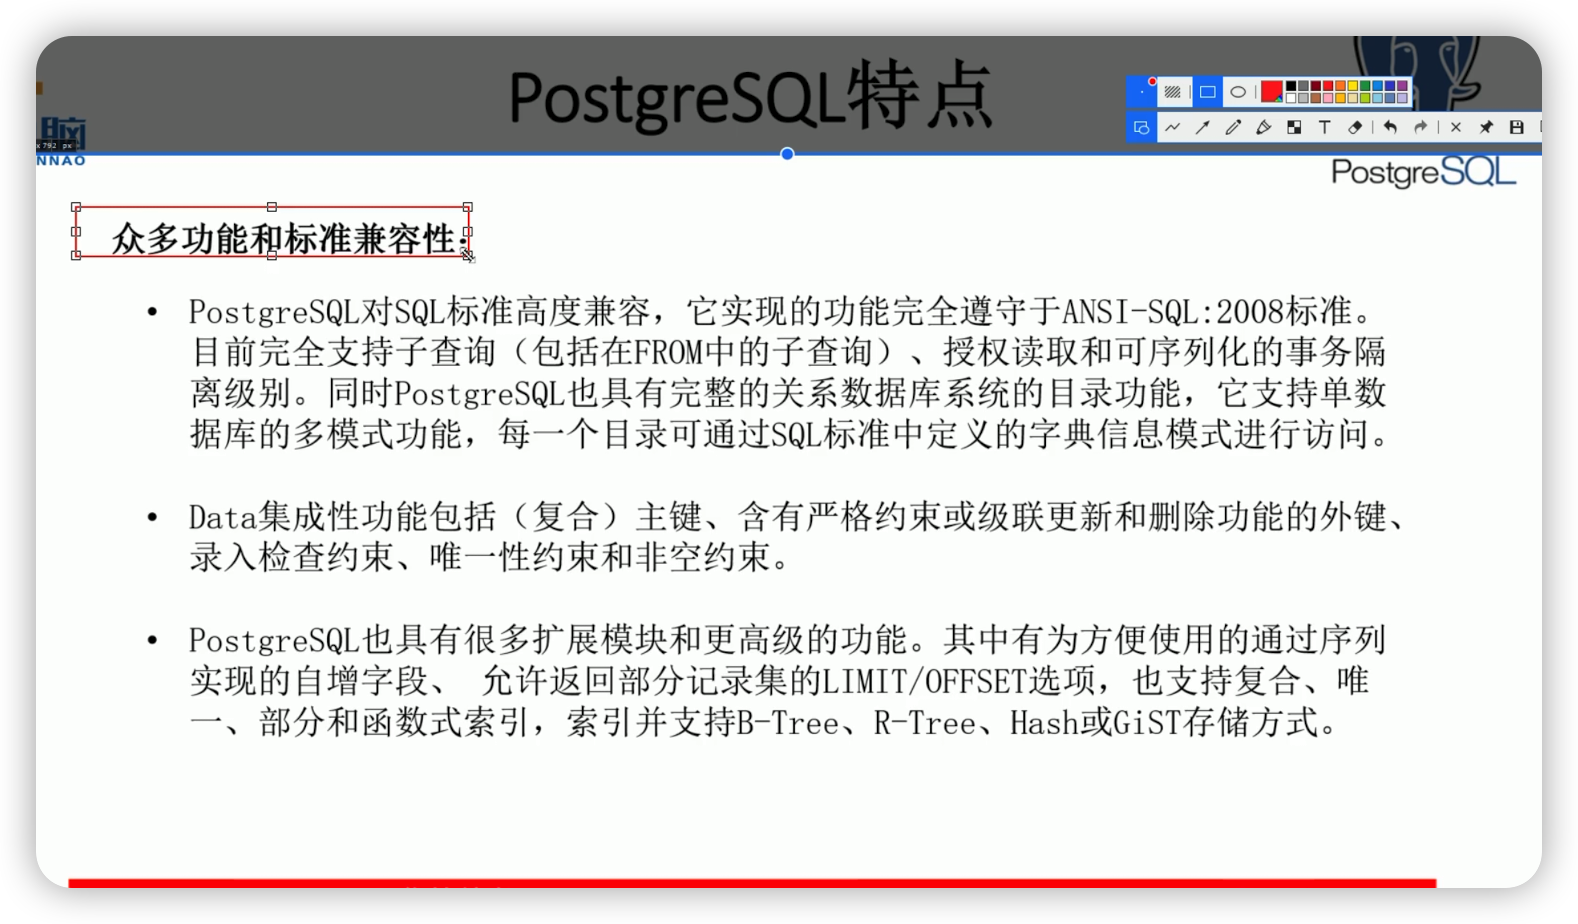 PostgreSQL特点
脑
x 792 px
NNAO
PostgreSQL
众多功能和标准兼容性:
• PostgreSQL对SQL标准高度兼容，它实现的功能完全遵守于ANSI-SQL:2008标准。
目前完全支持子查询（包括在FROM中的子查询）、授权读取和可序列化的事务隔
离级别。同时PostgreSQL也具有完整的关系数据库系统的目录功能，它支持单数
据库的多模式功能，每一个目录可通过SQL标准中定义的字典信息模式进行访问。
• Data集成性功能包括（复合）主键、含有严格约束或级联更新和删除功能的外键、
录入检查约束、唯一性约束和非空约束。
• PostgreSQL也具有很多扩展模块和更高级的功能。其中有为方便使用的通过序列
实现的自增字段、 允许返回部分记录集的LIMIT/OFFSET选项，也支持复合、唯
一、部分和函数式索引，索引并支持B-Tree、R-Tree、Hash或GiST存储方式。